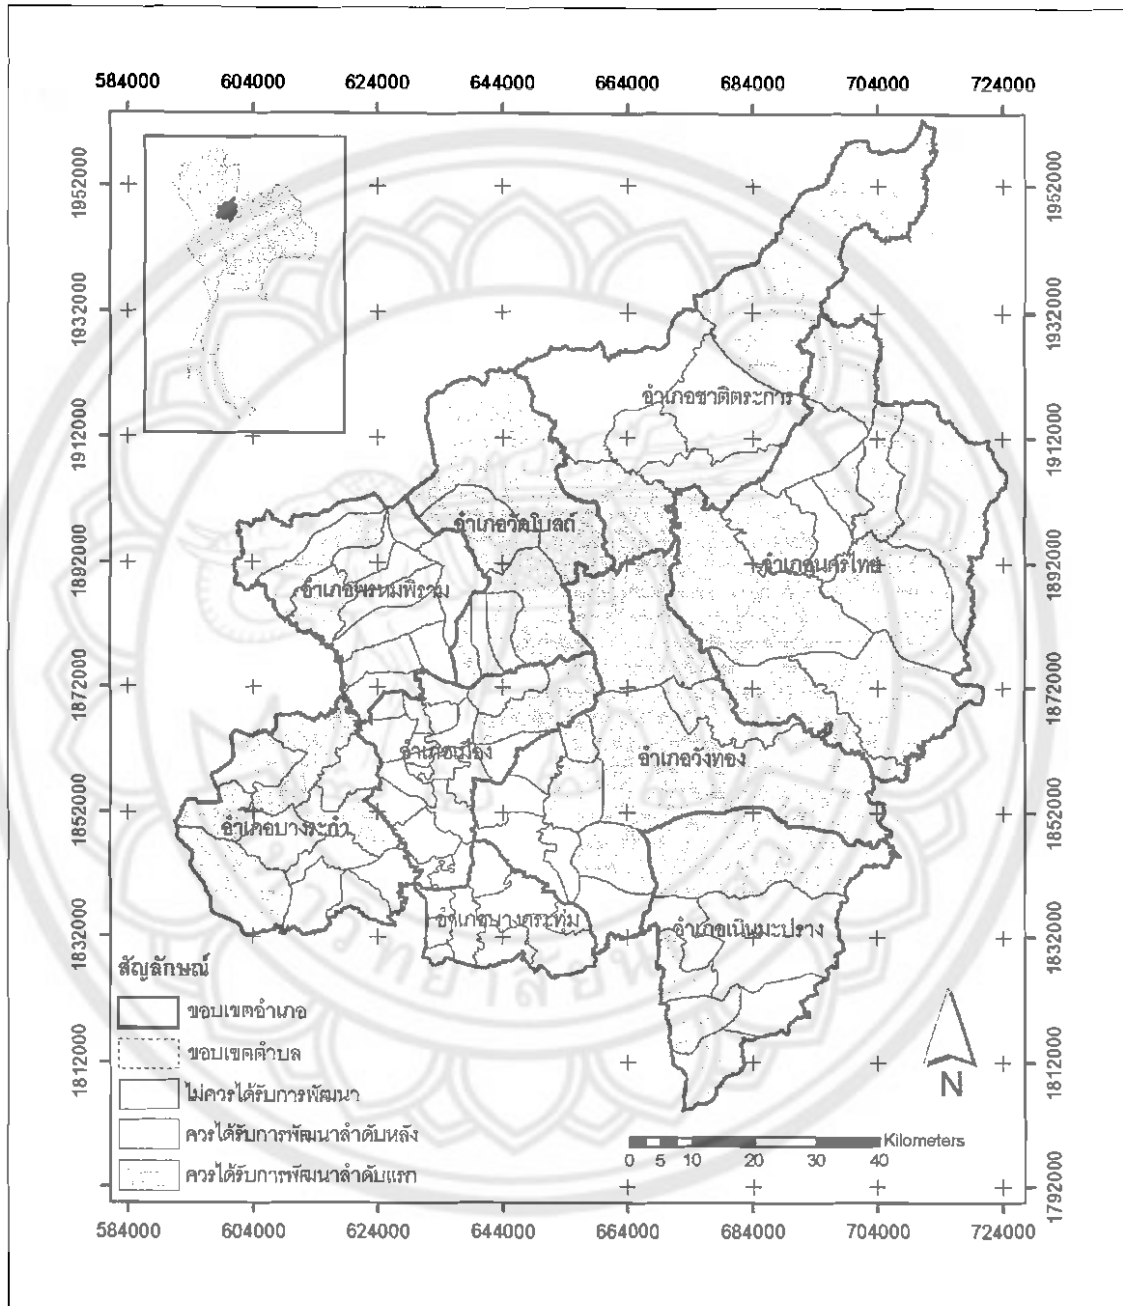 584000 604000 624000 644000 664000 684000 704000 724000
1952000 1952000
1932000 1932000
อำเภอชาติตระการ
1912000 1912000
อำเภอวัดโบสถ์
1892000 1892000
อำเภอนครไทย
อำเภอพรหมพิราม
1872000 1872000
อำเภอเมือง
อำเภอวังทอง
1852000 1852000
อำเภอบางระกำ
อำเภอบางกระทุ่ม
อำเภอเนินมะปราง
1832000 1832000
สัญลักษณ์
ขอบเขตอำเภอ
ขอบเขตตำบล
1812000 1812000
ไม่ควรได้รับการพัฒนา
N
ควรได้รับการพัฒนาลำดับหลัง
Kilometers
0 5 10 20 30 40
ควรได้รับการพัฒนาลำดับแรก
1792000
584000 604000 624000 644000 664000 684000 704000 724000